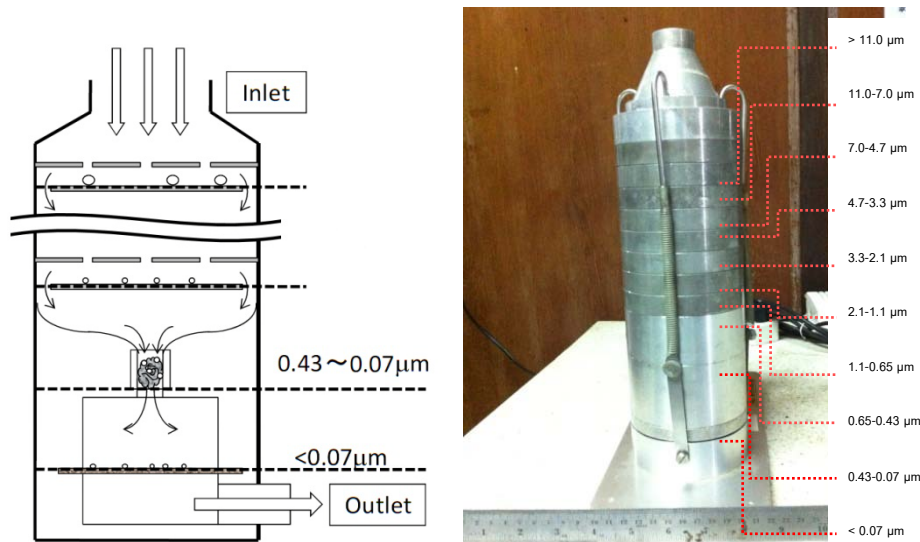 Inlet
0.43～0.07μm
<0.07μm
Outlet
> 11.0 μm
11.0-7.0 μm
7.0-4.7 μm
4.7-3.3 μm
3.3-2.1 μm
2.1-1.1 μm
1.1-0.65 μm
0.65-0.43 μm
0.43-0.07 μm
< 0.07 μm